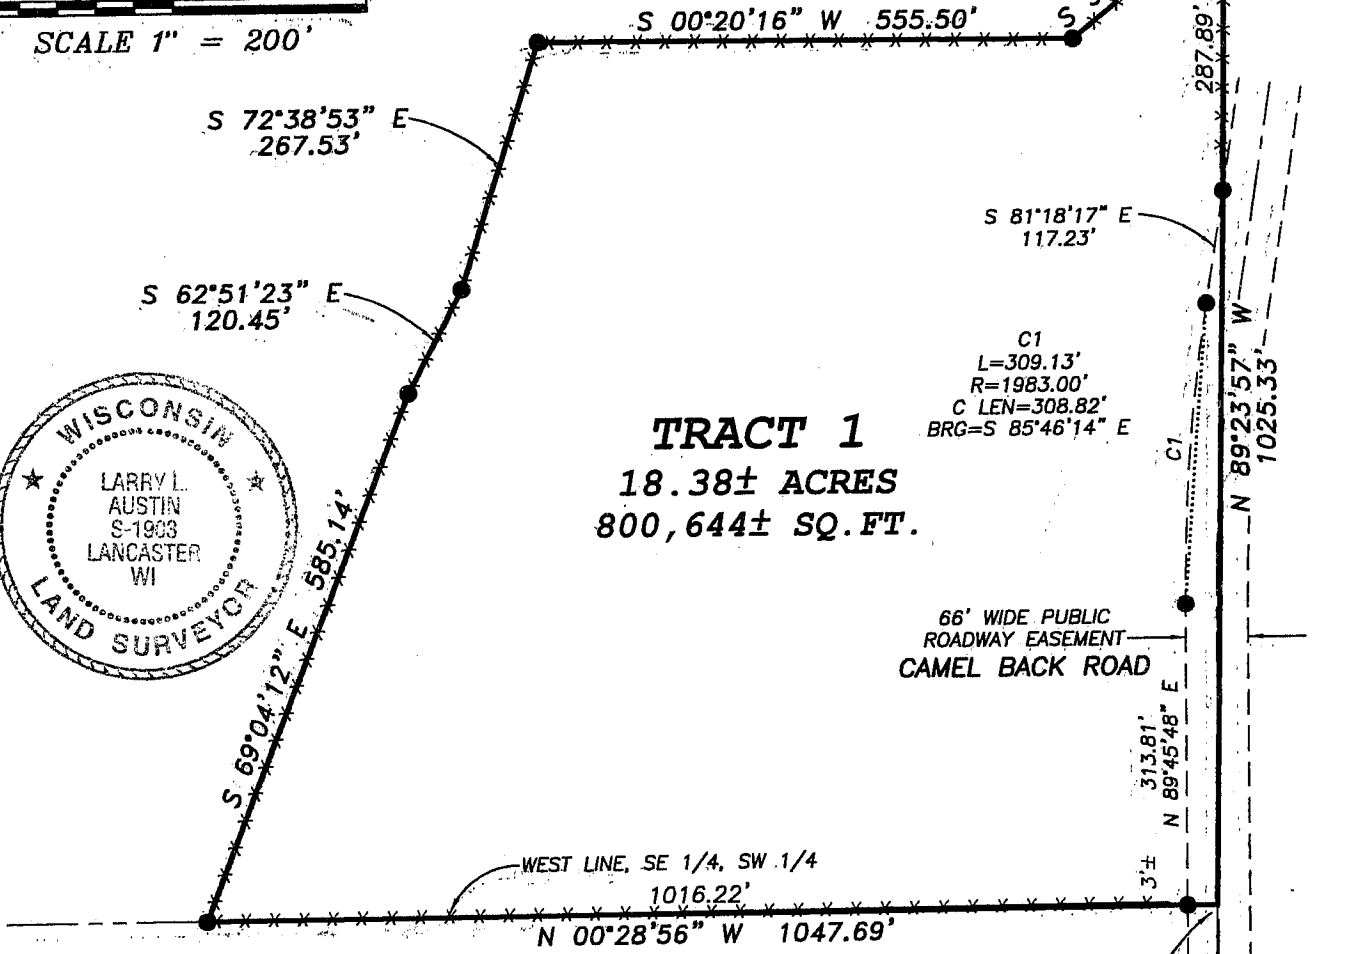 SCALE 1" = 200'
S 00°20'16" W 555.50'
287.89'
S 72°38'53" E
267.53'
S 81°18'17" E
117.23'
S 62°51'23" E
120.45'
C1
L=309.13'
R=1983.00'
C LEN=308.82'
BRG=S 85°46'14" E
C1
N 89°23'57" W
1025.33'
TRACT 1
18.38± ACRES
800,644± SQ.FT.
WISCONSIN
LARRY L.
AUSTIN
S-1903
LANCASTER
WI
LAND SURVEYOR
S 69°04'12" E 585.14'
66' WIDE PUBLIC
ROADWAY EASEMENT
CAMEL BACK ROAD
313.81'
N 89°45'48" E
3'±
WEST LINE, SE 1/4, SW 1/4
1016.22'
N 00°28'56" W 1047.69'